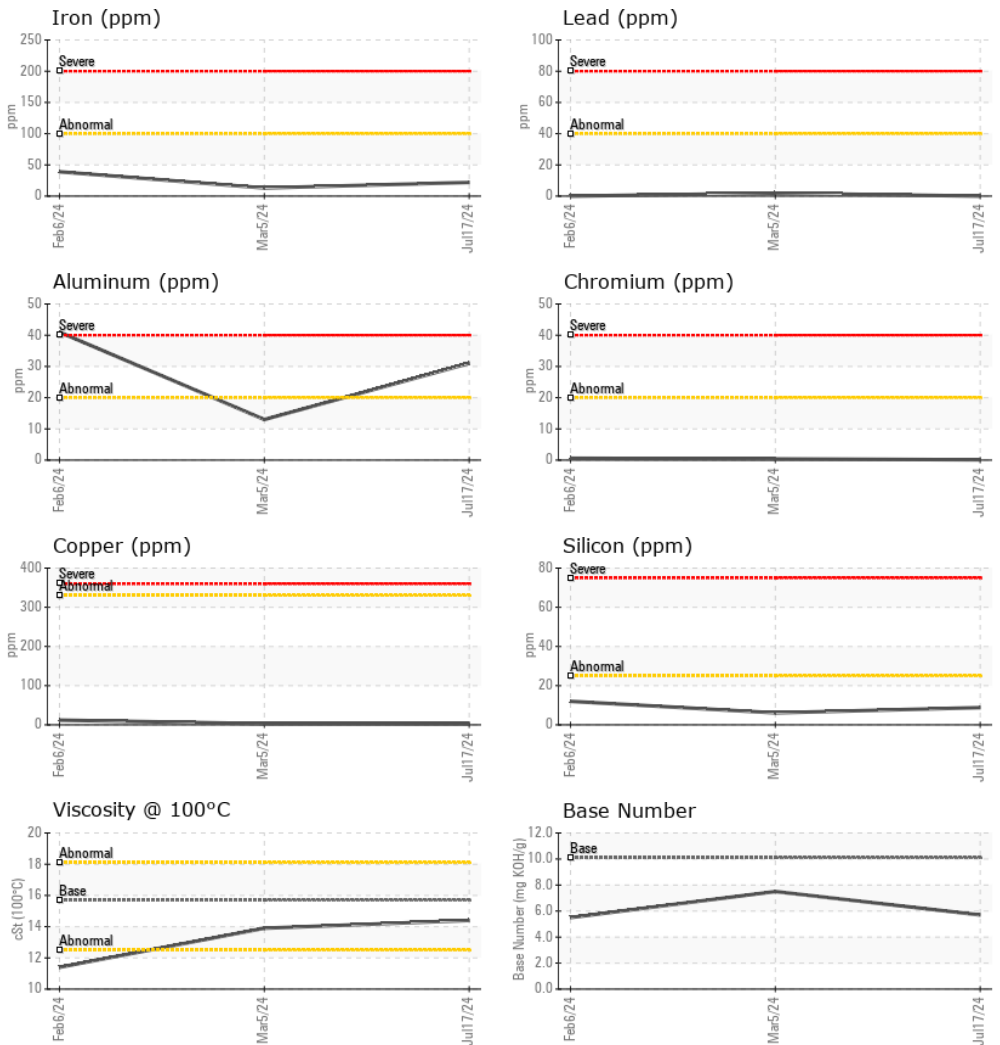 Iron (ppm)
250
200
150
100
50
0
ppm
Severe
Abnormal
Feb6/24
Mar5/24
Jul17/24
Lead (ppm)
100
80
60
40
20
0
ppm
Severe
Abnormal
Feb6/24
Mar5/24
Jul17/24
Aluminum (ppm)
50
40
30
20
10
0
ppm
Severe
Abnormal
Feb6/24
Mar5/24
Jul17/24
Chromium (ppm)
50
40
30
20
10
0
ppm
Severe
Abnormal
Feb6/24
Mar5/24
Jul17/24
Copper (ppm)
400
300
200
100
0
ppm
Severe
Abnormal
Feb6/24
Mar5/24
Jul17/24
Silicon (ppm)
80
60
40
20
0
ppm
Severe
Abnormal
Feb6/24
Mar5/24
Jul17/24
Viscosity @ 100°C
20
18
16
14
12
10
cSt (100°C)
Abnormal
Base
Abnormal
Feb6/24
Mar5/24
Jul17/24
Base Number
12.0
10.0
8.0
6.0
4.0
2.0
0.0
Base Number (mg KOH/g)
Base
Feb6/24
Mar5/24
Jul17/24